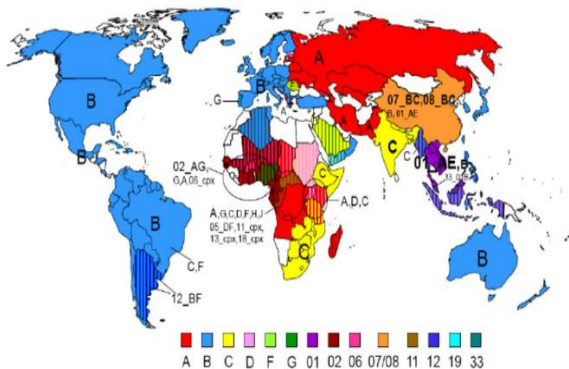 A
B
B
G
A
07_BC,08_BC,
B, 01_AE
B
02_AG,
G,A,06_cpx
C
C
C
01_AE,B,
A,D,C
A,G,C,D,F,H,J
05_DF,11_cpx,
13_cpx,18_cpx
B
C,F
C
B
12_BF
A B C D F G 01 02 06 07/08 11 12 19 33